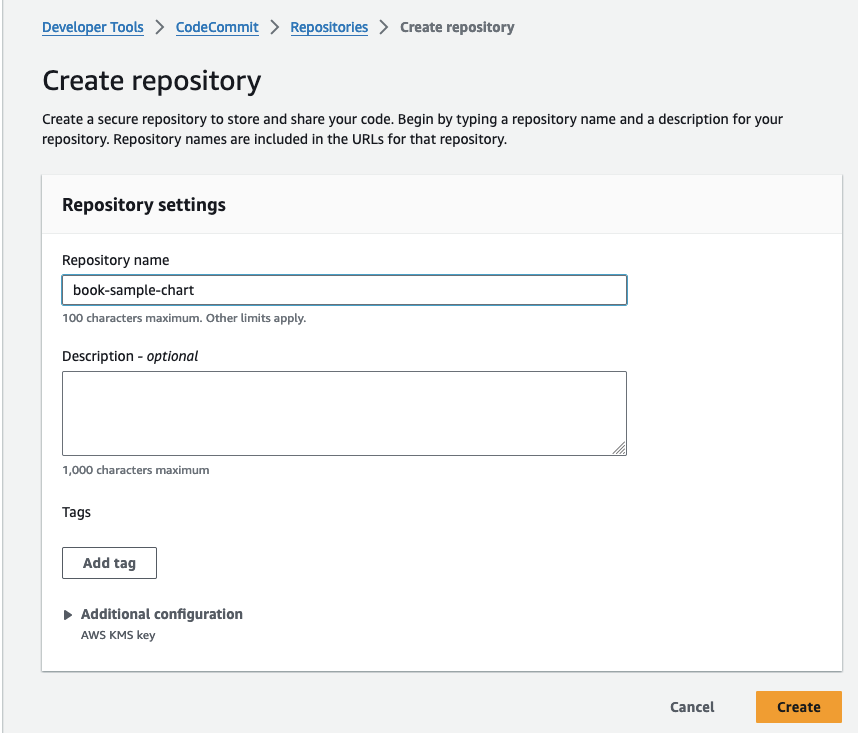 Developer Tools > CodeCommit > Repositories > Create repository
Create repository
Create a secure repository to store and share your code. Begin by typing a repository name and a description for your
repository. Repository names are included in the URLs for that repository.
Repository settings
Repository name
book-sample-chart
100 characters maximum. Other limits apply.
Description - optional
1,000 characters maximum
Tags
Add tag
Additional configuration
AWS KMS key
Cancel Create